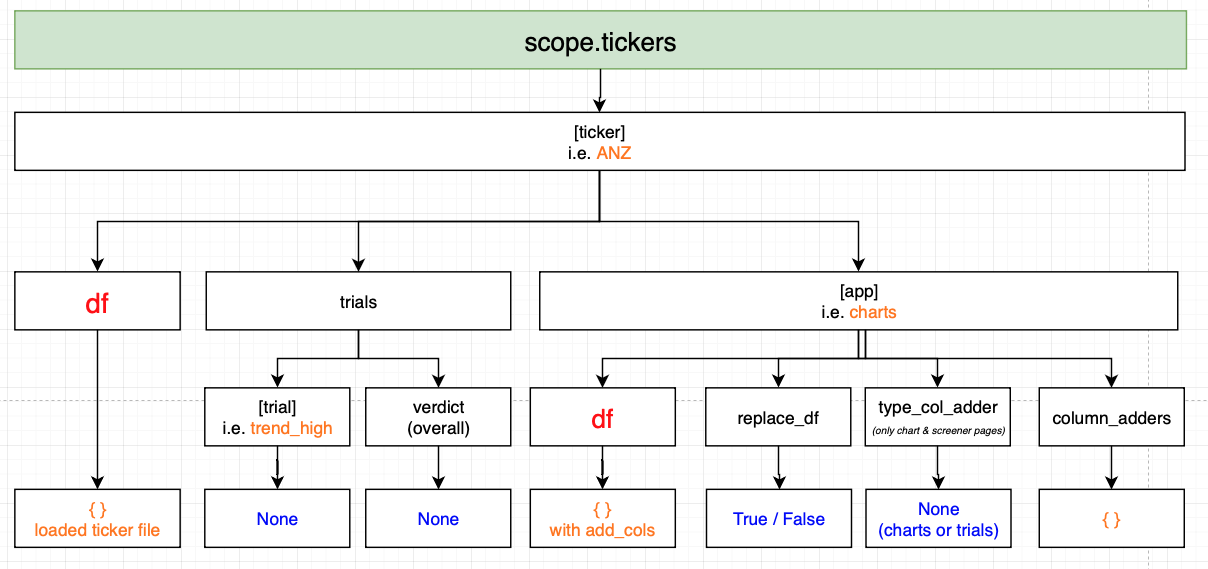 scope.tickers
[ticker]
i.e. ANZ
df
trials
[app]
i.e. charts
[trial]
i.e. trend_high
verdict
(overall)
df
replace_df
type_col_adder
(only chart & screener pages)
column_adders
{ }
loaded ticker file
None
None
{ }
with add_cols
True / False
None
(charts or trials)
{ }